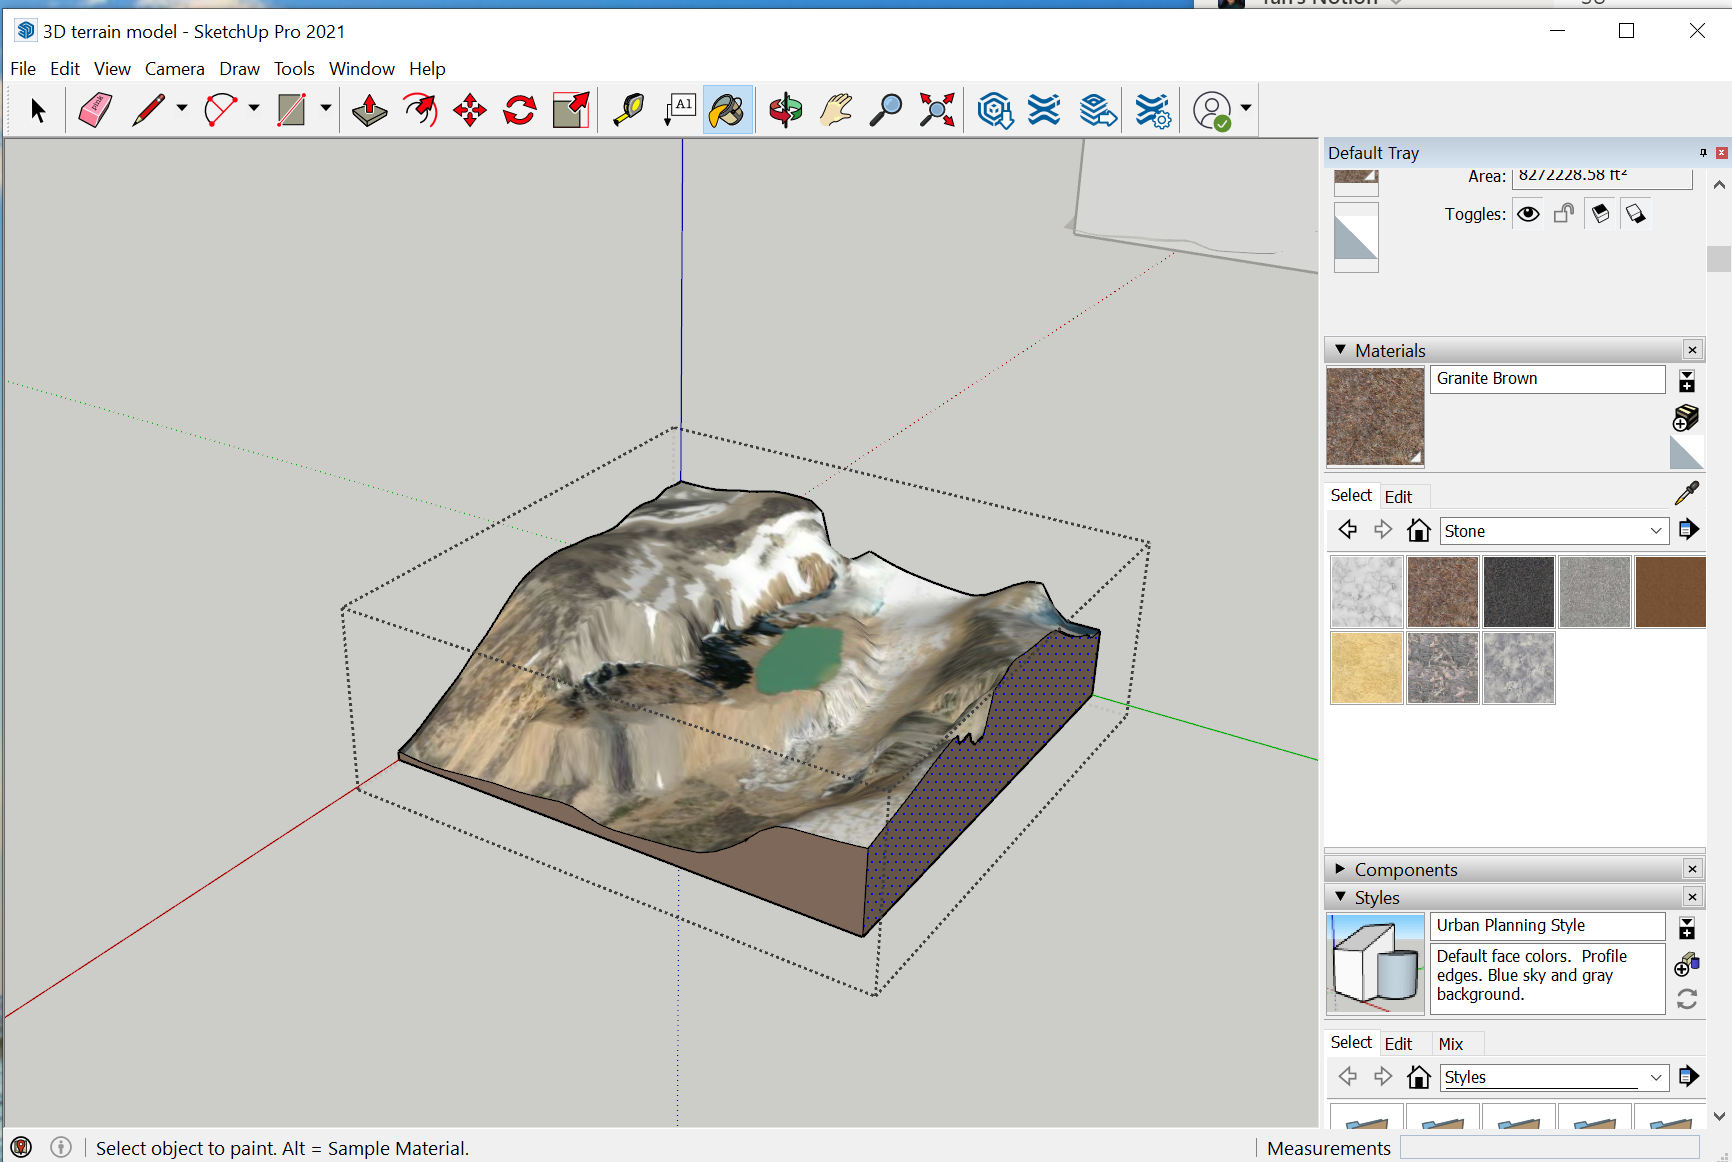 3D terrain model - SketchUp Pro 2021
File Edit View Camera Draw Tools Window Help
A1
Default Tray
Area: 8272228.58 ft²
Toggles:
Materials
Granite Brown
Select Edit
Stone
Components
Styles
Urban Planning Style
Default face colors. Profile
edges. Blue sky and gray
background.
Select Edit Mix
Styles
Select object to paint. Alt = Sample Material.
Measurements